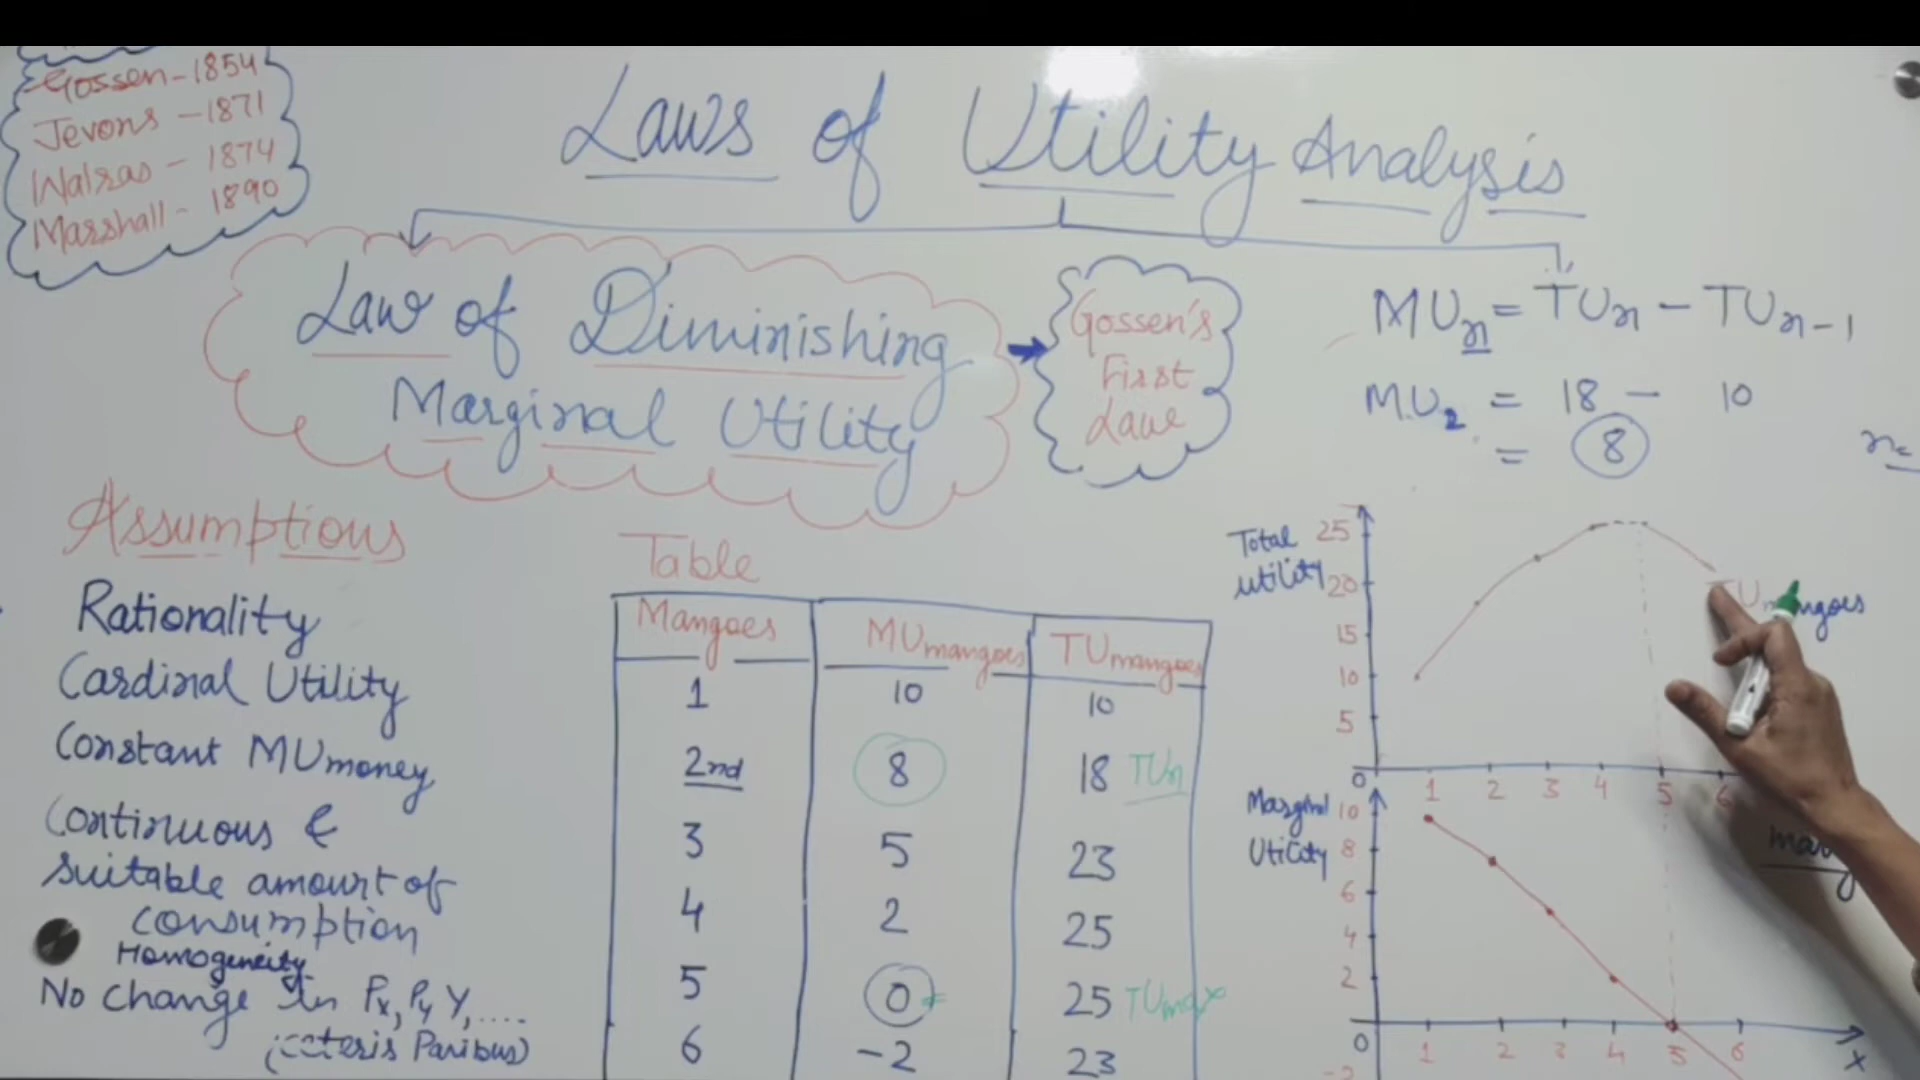 Gossen - 1854
Jevons - 1871
Walras - 1874
Marshall - 1890
Laws of Utility Analysis
Law of Diminishing
Marginal Utility
Gossen's
First
Law
MUn = TUn - TUn-1
MU2 = 18 - 10
= 8
n=
Assumptions
Rationality
Cardinal Utility
Constant MUmoney
Continuous &
suitable amount of
consumption
Homogeneity
No change in Px, Py Y, ....
(ceteris Paribus)
Table
Mangoes MUmangoes TUmangoes
1 10 10
2nd 8 18 TUn
3 5 23
4 2 25
5 0 = 25 TUmax
6 -2 23
Total
utility
25
20
15
10
5
0 1 2 3 4 5 6
TUmangoes
Marginal
Utility
10
8
6
4
2
0 1 2 3 4 5 6 X
-2